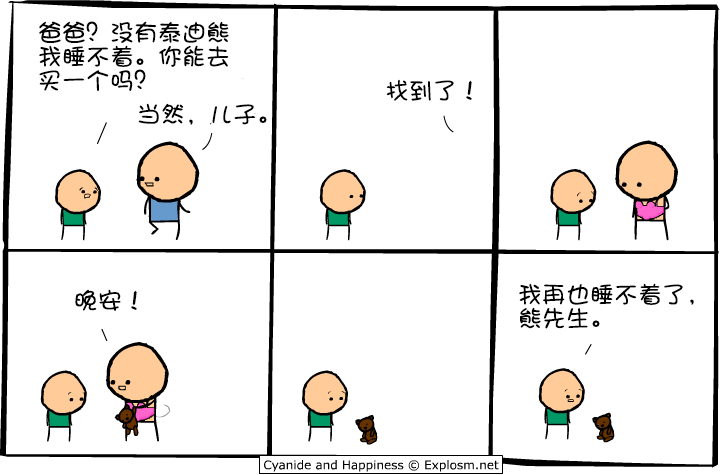 爸爸？没有泰迪熊
我睡不着。你能去
买一个吗？
当然，儿子。
找到了！
晚安！
我再也睡不着了，
熊先生。
Cyanide and Happiness © Explosm.net